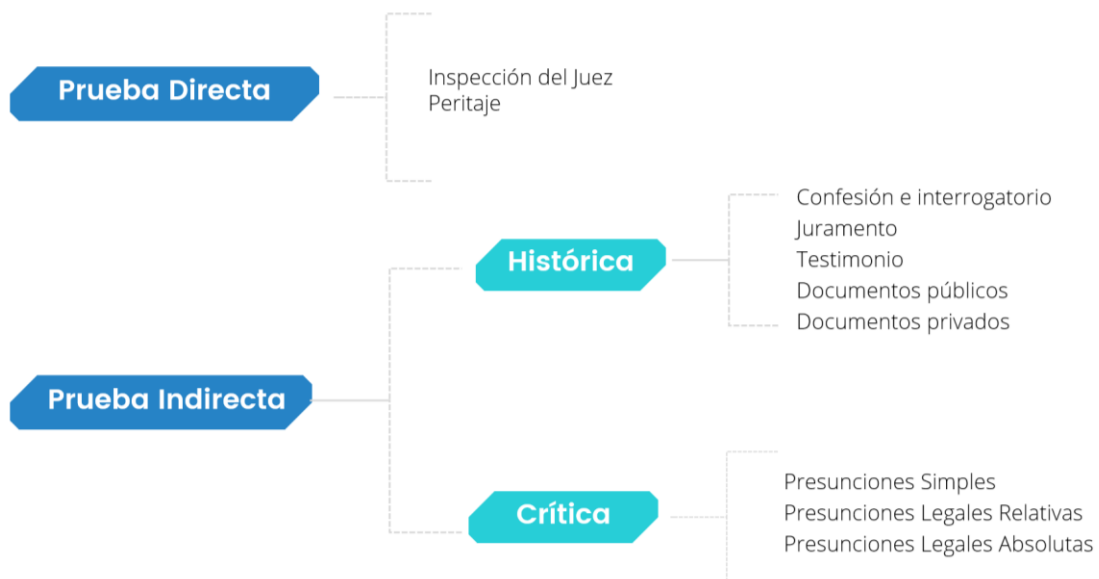 Prueba Directa
Inspección del Juez
Peritaje
Prueba Indirecta
Histórica
Confesión e interrogatorio
Juramento
Testimonio
Documentos públicos
Documentos privados
Crítica
Presunciones Simples
Presunciones Legales Relativas
Presunciones Legales Absolutas